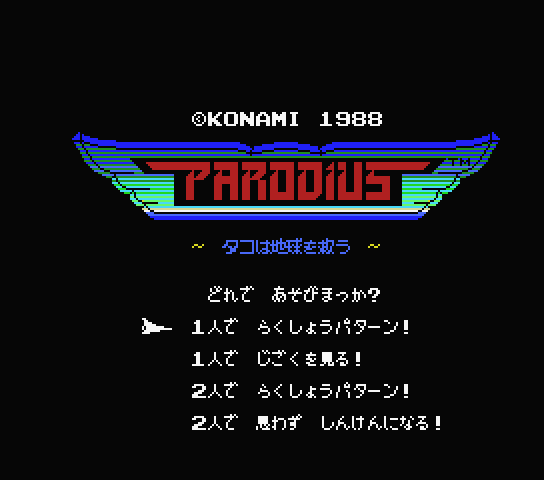 ©KONAMI 1988
PARODIUS TM
~ タコは地球を救う ~
どれで あそびまっか?
1人で らくしょうパターン!
1人で じごくを見る!
2人で らくしょうパターン!
2人で 思わず しんけんになる!